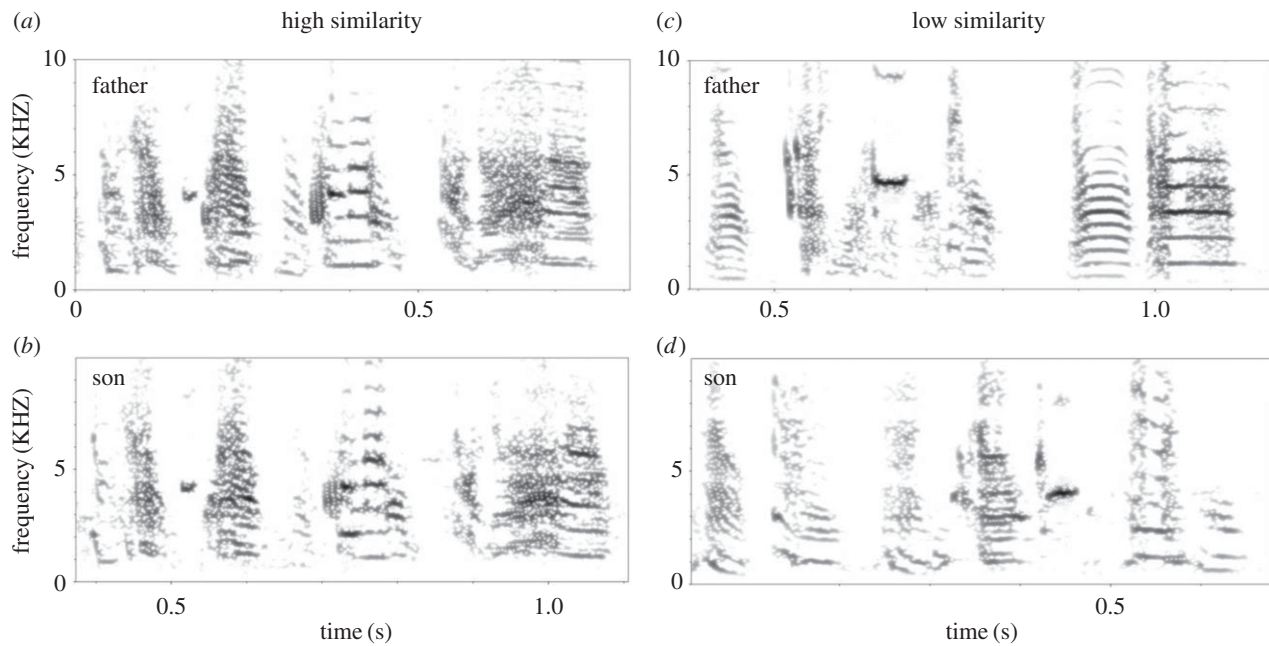 (a) high similarity
(c) low similarity
10
father
frequency (KHZ)
5
0
0 0.5
10
father
5
0
0.5 1.0
(b)
son
frequency (KHZ)
5
0
0.5 1.0
time (s)
(d)
son
5
0
0.5
time (s)